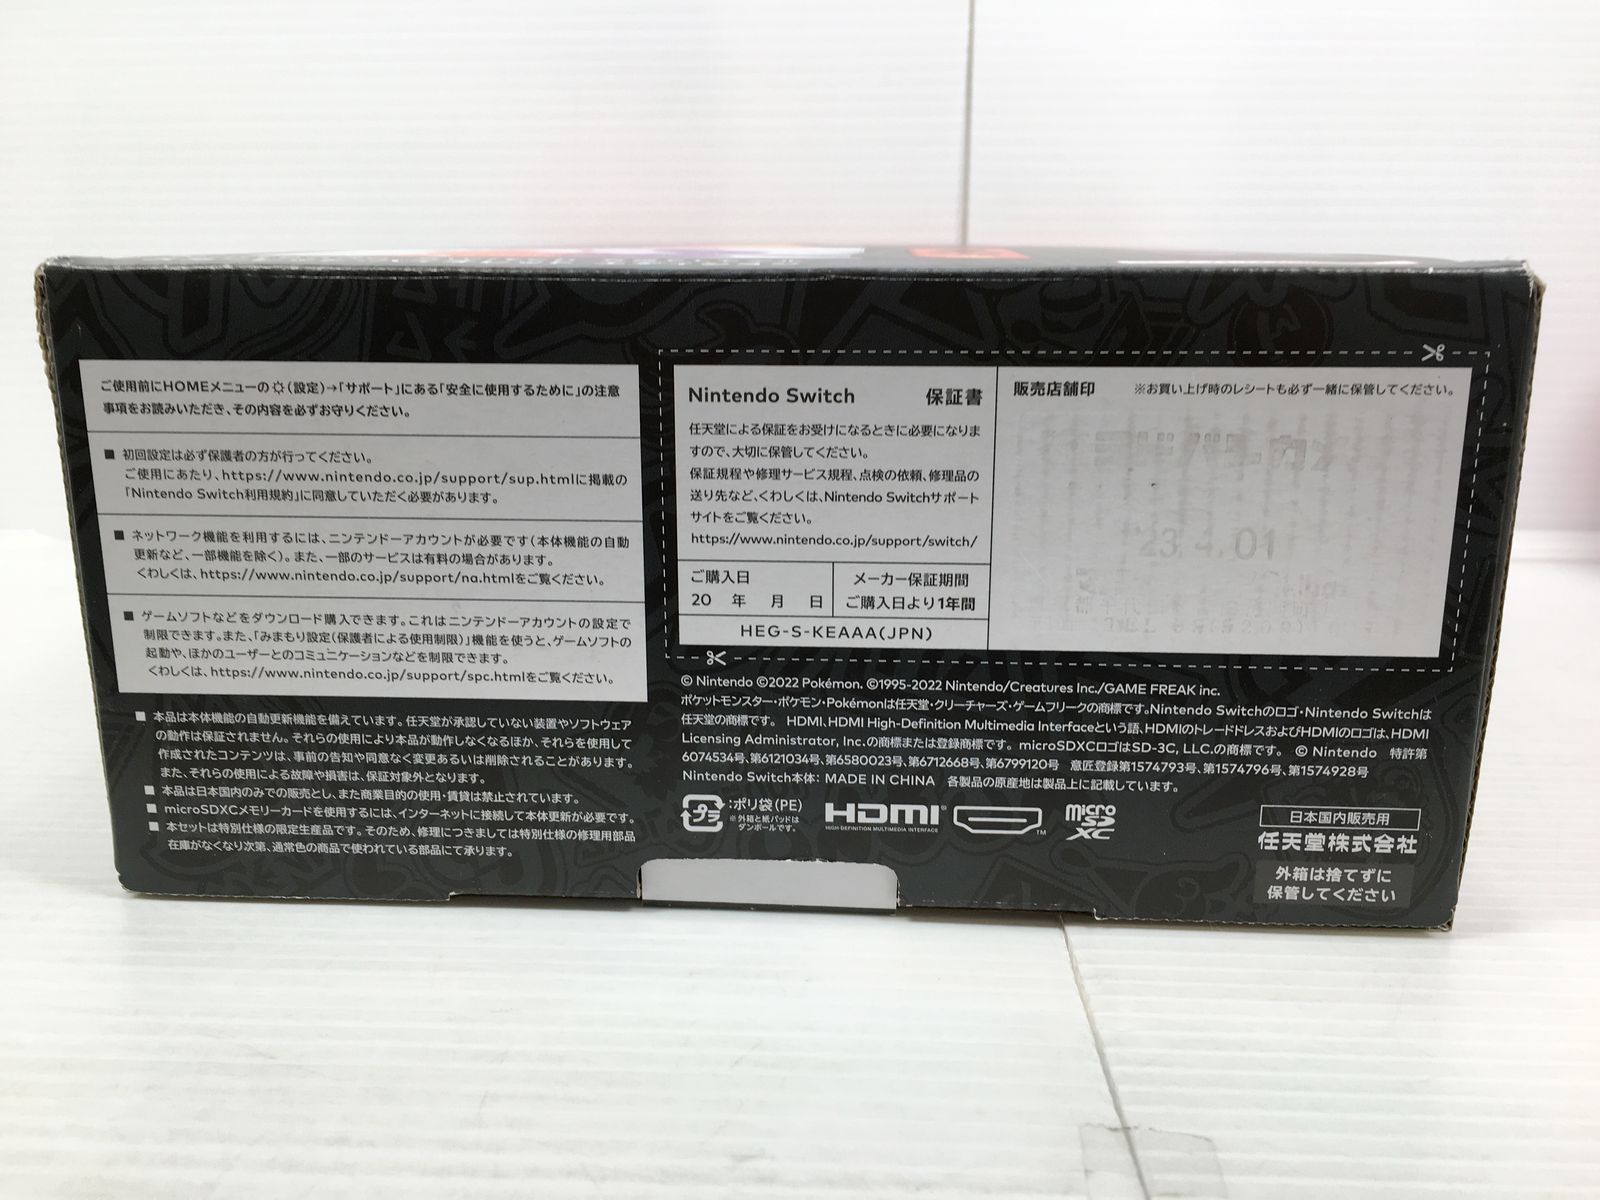 ご使用前にHOMEメニューの(設定)→「サポート」にある「安全に使用するために」の注意
事項をお読みいただき、その内容を必ずお守りください。
■ 初回設定は必ず保護者の方が行ってください。
ご使用にあたり、https://www.nintendo.co.jp/support/sup.htmlに掲載の
「Nintendo Switch利用規約」に同意していただく必要があります。
■ ネットワーク機能を利用するには、ニンテンドーアカウントが必要です(本体機能の自動
更新など、一部機能を除く)。また、一部のサービスは有料の場合があります。
くわしくは、https://www.nintendo.co.jp/support/na.htmlをご覧ください。
■ ゲームソフトなどをダウンロード購入できます。これはニンテンドーアカウントの設定で
制限できます。また、「みまもり設定(保護者による使用制限)」機能を使うと、ゲームソフトの
起動や、ほかのユーザーとのコミュニケーションなどを制限できます。
くわしくは、https://www.nintendo.co.jp/support/spc.htmlをご覧ください。
■ 本品は本体機能の自動更新機能を備えています。任天堂が承認していない装置やソフトウェア
の動作は保証されません。それらの使用により本品が動作しなくなるほか、それらを使用して
作成されたコンテンツは、事前の告知や同意なく変更あるいは削除されることがあります。
また、それらの使用による故障や損害は、保証対象外となります。
■ 本品は日本国内のみでの販売とし、また商業目的の使用・賃貸は禁止されています。
■ microSDXCメモリーカードを使用するには、インターネットに接続して本体更新が必要です。
■ 本セットは特別仕様の限定生産品です。そのため、修理につきましては特別仕様の修理用部品
在庫がなくなり次第、通常色の商品で使われている部品にて承ります。
Nintendo Switch 保証書
任天堂による保証をお受けになるときに必要になりま
すので、大切に保管してください。
保証規程や修理サービス規程、点検の依頼、修理品の
送り先など、くわしくは、Nintendo Switchサポート
サイトをご覧ください。
https://www.nintendo.co.jp/support/switch/
ご購入日
20 年 月 日
メーカー保証期間
ご購入日より1年間
HEG-S-KEAAA(JPN)
販売店舗印 ※お買い上げ時のレシートも必ず一緒に保管してください。
23.4.01
© Nintendo ©2022 Pokémon. ©1995-2022 Nintendo/Creatures Inc./GAME FREAK inc.
ポケットモンスター・ポケモン・Pokémonは任天堂・クリーチャーズ・ゲームフリークの商標です。Nintendo Switchのロゴ・Nintendo Switchは
任天堂の商標です。 HDMI、HDMI High-Definition Multimedia Interfaceという語、HDMIのトレードドレスおよびHDMIのロゴは、HDMI
Licensing Administrator, Inc.の商標または登録商標です。microSDXCロゴはSD-3C, LLC.の商標です。 © Nintendo 特許第
6074534号、第6121034号、第6580023号、第6712668号、第6799120号 意匠登録第1574793号、第1574796号、第1574928号
Nintendo Switch本体: MADE IN CHINA 各製品の原産地は製品上に記載しています。
プラ
:ポリ袋(PE)
※外箱と紙パッドは
ダンボールです。
HDMI
HIGH-DEFINITION MULTIMEDIA INTERFACE
TM
micro
SD
XC
日本国内販売用
任天堂株式会社
外箱は捨てずに
保管してください